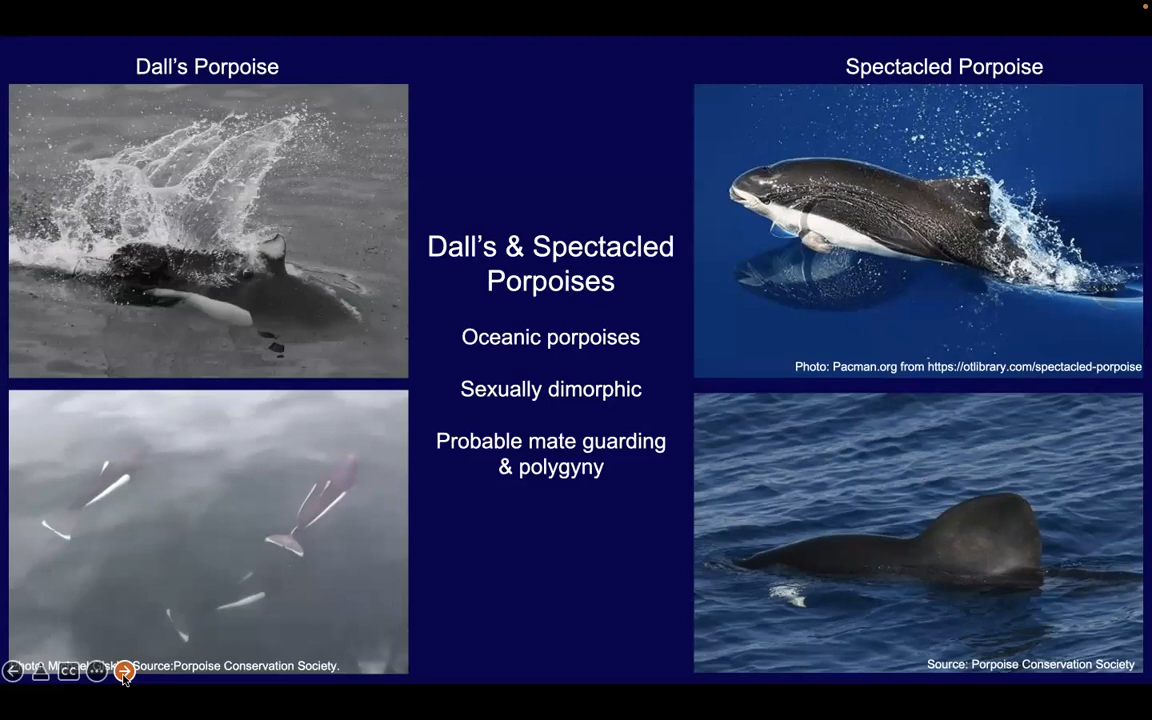 Dall's Porpoise
Spectacled Porpoise
Dall's & Spectacled
Porpoises
Oceanic porpoises
Sexually dimorphic
Probable mate guarding
& polygyny
Photo: Pacman.org from https://otlibrary.com/spectacled-porpoise
Source:Porpoise Conservation Society.
CC
Source: Porpoise Conservation Society